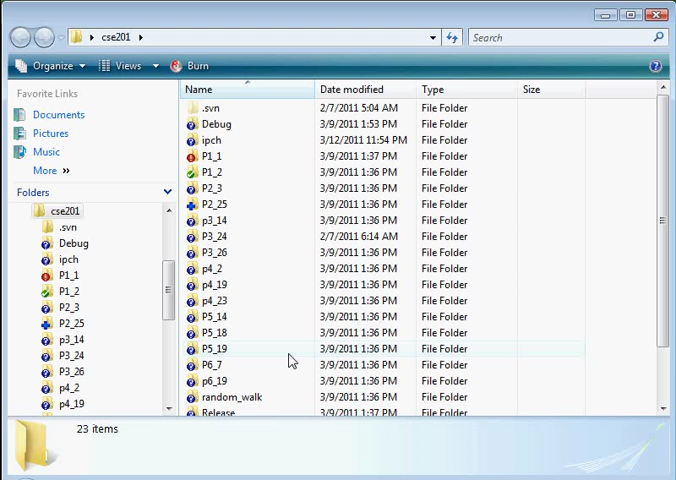 cse201
Search
Organize
Views
Burn
Favorite Links
Documents
Pictures
Music
More »
Folders
cse201
.svn
Debug
ipch
P1_1
P1_2
P2_3
P2_25
p3_14
P3_24
P3_26
p4_2
p4_19
Name Date modified Type Size
.svn 2/7/2011 5:04 AM File Folder
Debug 3/9/2011 1:53 PM File Folder
ipch 3/12/2011 11:54 PM File Folder
P1_1 3/9/2011 1:37 PM File Folder
P1_2 3/9/2011 1:36 PM File Folder
P2_3 3/9/2011 1:36 PM File Folder
P2_25 3/9/2011 1:36 PM File Folder
p3_14 3/9/2011 1:36 PM File Folder
P3_24 2/7/2011 6:14 AM File Folder
P3_26 3/9/2011 1:36 PM File Folder
p4_2 3/9/2011 1:36 PM File Folder
p4_19 3/9/2011 1:36 PM File Folder
p4_23 3/9/2011 1:36 PM File Folder
P5_14 3/9/2011 1:36 PM File Folder
P5_18 3/9/2011 1:36 PM File Folder
P5_19 3/9/2011 1:36 PM File Folder
P6_7 3/9/2011 1:36 PM File Folder
p6_19 3/9/2011 1:36 PM File Folder
random_walk 3/9/2011 1:36 PM File Folder
Release 3/9/2011 1:37 PM File Folder
23 items